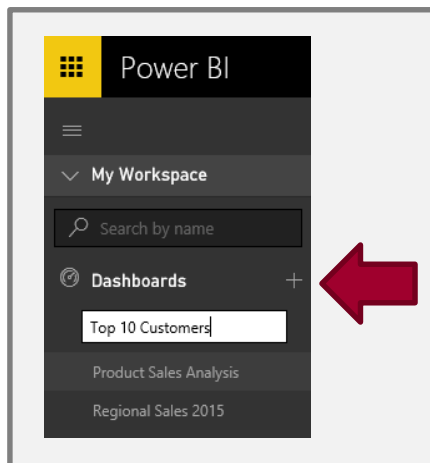 Power BI
My Workspace
Search by name
Dashboards
Top 10 Customers
Product Sales Analysis
Regional Sales 2015